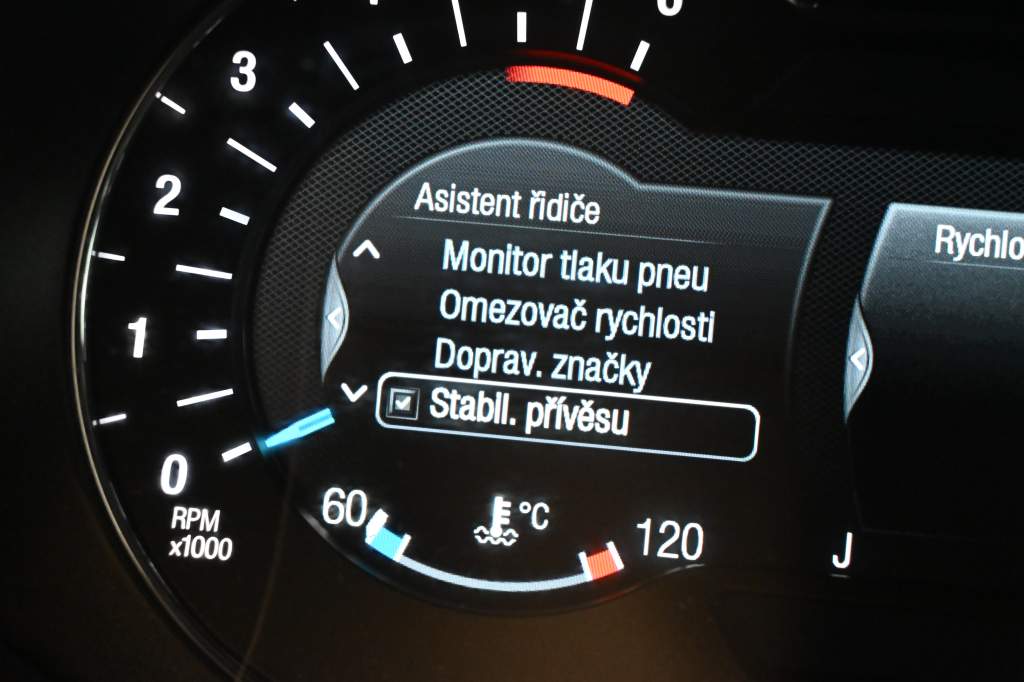 3
2
1
0
RPM
x1000
Asistent řidiče
Monitor tlaku pneu
Omezovač rychlosti
Doprav. značky
Stabil. přívěsu
60
°C
120
J